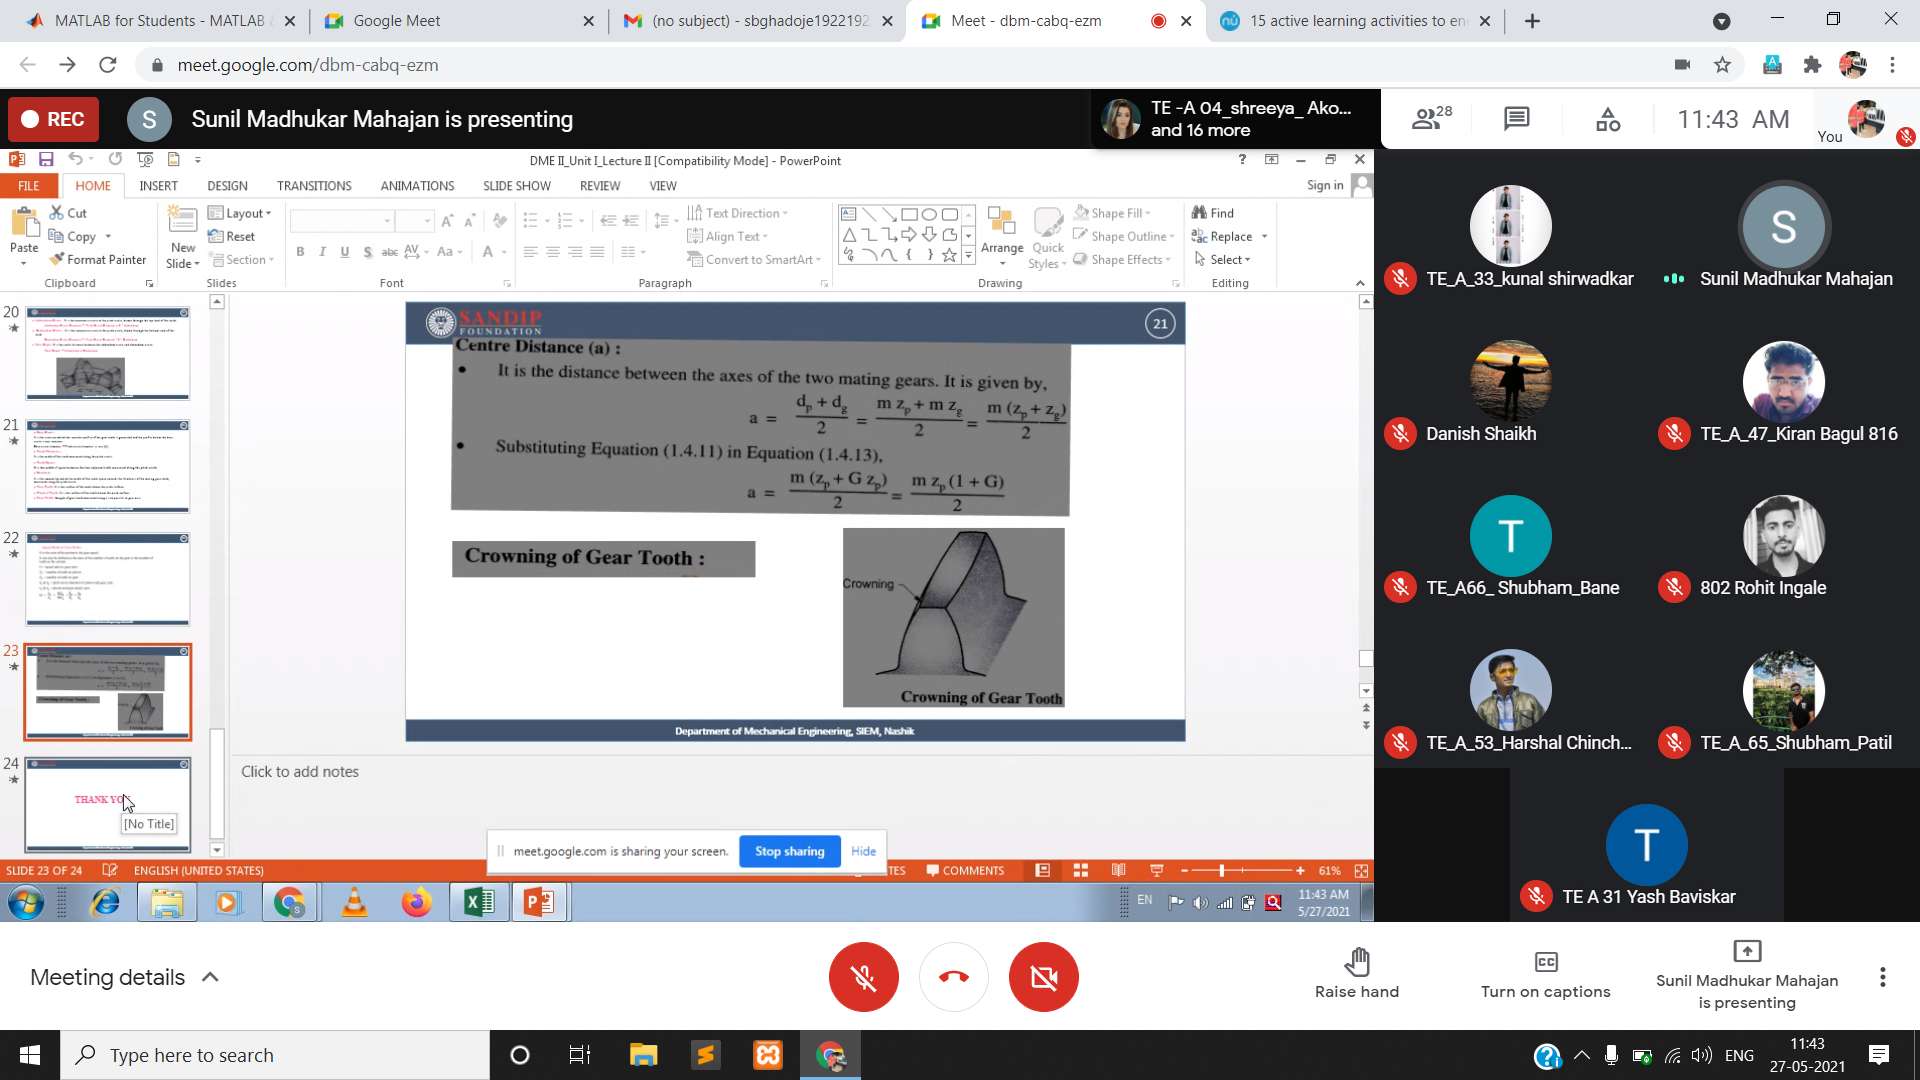 MATLAB for Students - MATLAB &
Google Meet
(no subject) - sbghadoje1922192
Meet - dbm-cabq-ezm
15 active learning activities to en
meet.google.com/dbm-cabq-ezm
REC
S
Sunil Madhukar Mahajan is presenting
TE -A 04_shreeya_ Ako...
and 16 more
28
11:43 AM
You
DME II_Unit I_Lecture II [Compatibility Mode] - PowerPoint
FILE HOME INSERT DESIGN TRANSITIONS ANIMATIONS SLIDE SHOW REVIEW VIEW
Sign in
Paste
Cut
Copy
Format Painter
Clipboard
New Slide
Layout
Reset
Section
Slides
Font
Text Direction
Align Text
Convert to SmartArt
Paragraph
Arrange
Quick Styles
Shape Fill
Shape Outline
Shape Effects
Drawing
Find
Replace
Select
Editing
20
21
22
23
24
THANK YOU
[No Title]
SANDIP
FOUNDATION
21
Centre Distance (a) :
• It is the distance between the axes of the two mating gears. It is given by,
a = (d_p + d_g)/2 = (m z_p + m z_g)/2 = m (z_p + z_g)/2
• Substituting Equation (1.4.11) in Equation (1.4.13),
a = m (z_p + G z_p)/2 = m z_p (1 + G)/2
Crowning of Gear Tooth :
Crowning
Crowning of Gear Tooth
Department of Mechanical Engineering, SIEM, Nashik
Click to add notes
meet.google.com is sharing your screen.
Stop sharing
Hide
SLIDE 23 OF 24
ENGLISH (UNITED STATES)
COMMENTS
61%
EN
11:43 AM
5/27/2021
TE_A_33_kunal shirwadkar
S
Sunil Madhukar Mahajan
Danish Shaikh
TE_A_47_Kiran Bagul 816
T
TE_A66_ Shubham_Bane
802 Rohit Ingale
TE_A_53_Harshal Chinch...
TE_A_65_Shubham_Patil
T
TE A 31 Yash Baviskar
Meeting details
Raise hand
Turn on captions
Sunil Madhukar Mahajan
is presenting
Type here to search
ENG
11:43
27-05-2021